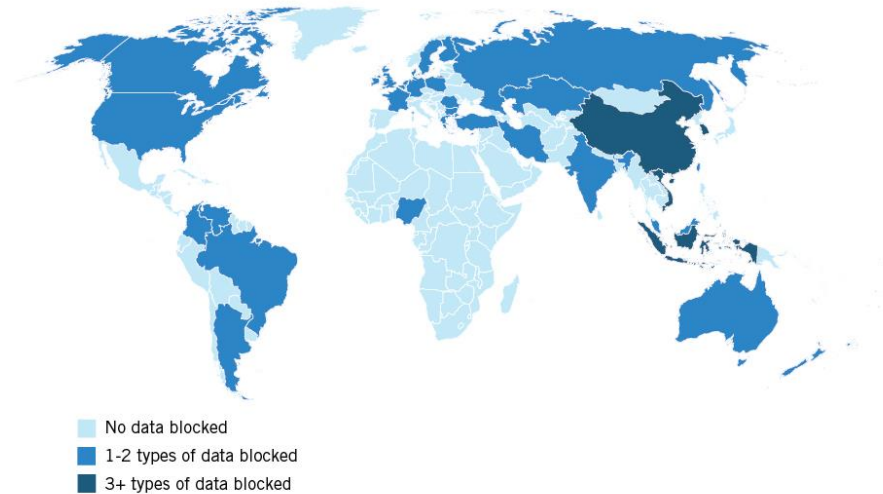 No data blocked
1-2 types of data blocked
3+ types of data blocked